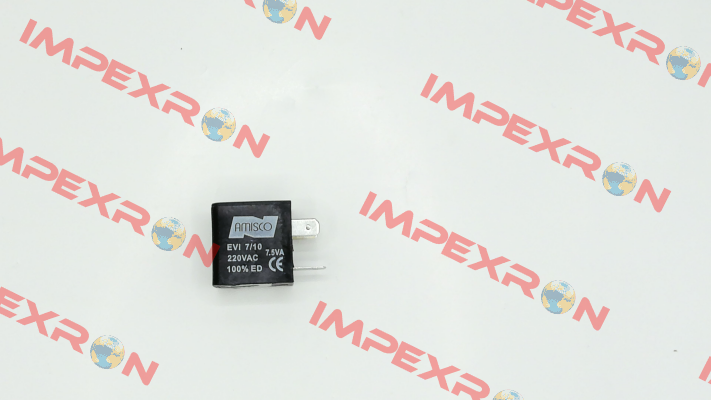 IMPEXRON
IMPEXRON
IMPEXRON
IMPEXRON
IMPEXRON
IMPEXRON
AMISCO
EVI 7/10
7.5VA
220VAC
100% ED CE
IMPEXRON
IMPEXRON